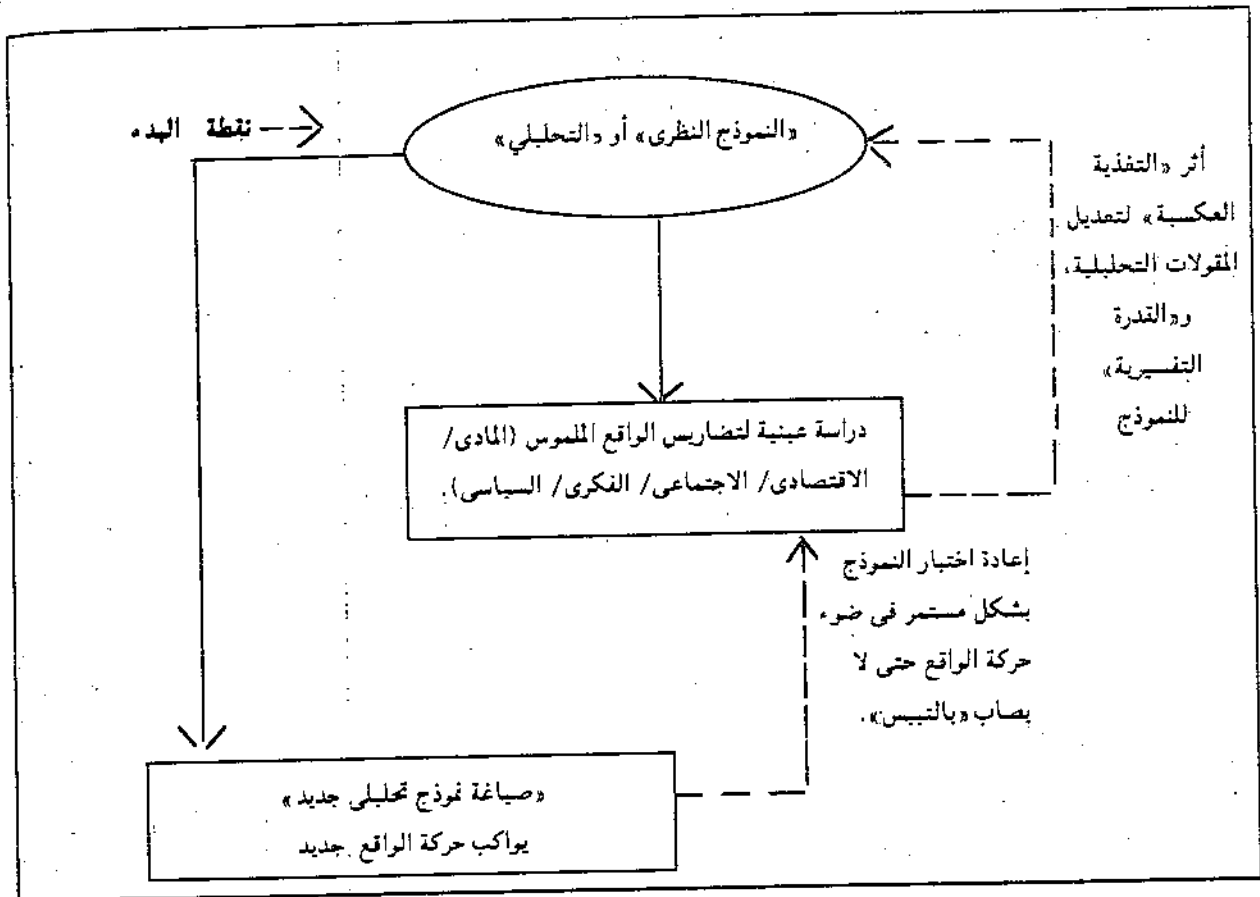 نقطة البدء
«النموذج النظرى» أو «التحليلي»
أثر «التغذية
العكسية» لتعديل
المقولات التحليلية،
و«القدرة
التفسيرية»
للنموذج
دراسة عينية لتضاريس الواقع الملموس (المادى/
الاقتصادى/ الاجتماعى/ الفكرى/ السياسى).
إعادة اختبار النموذج
بشكل مستمر فى ضوء
حركة الواقع حتى لا
يصاب «بالتيبس».
«صياغة نموذج تحليلى جديد»
يواكب حركة الواقع جديد